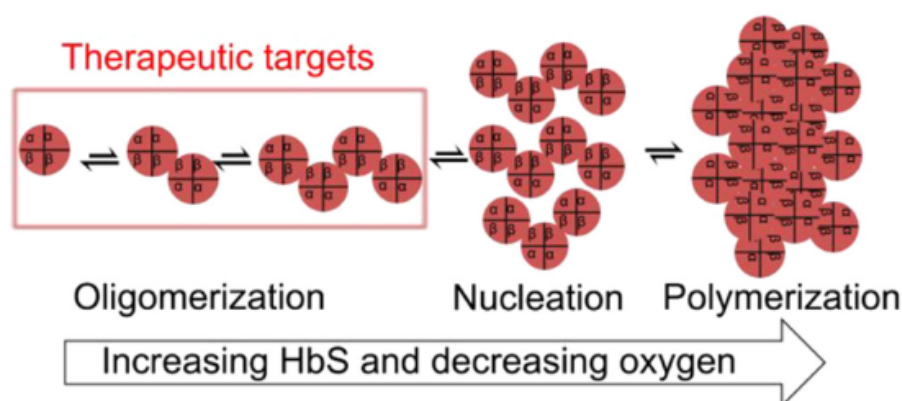 Therapeutic targets
α α
β β
α α
β β
β β
α α
α α
β β
β β
α α
α α
β β
β β
α α
α α
β β
β β
α α
α α
β β
β β
α α
α α
β β
β β
α α
α α
β β
β β
α α
α α
β β
β β
α α
α α
β β
Oligomerization
Nucleation
Polymerization
Increasing HbS and decreasing oxygen